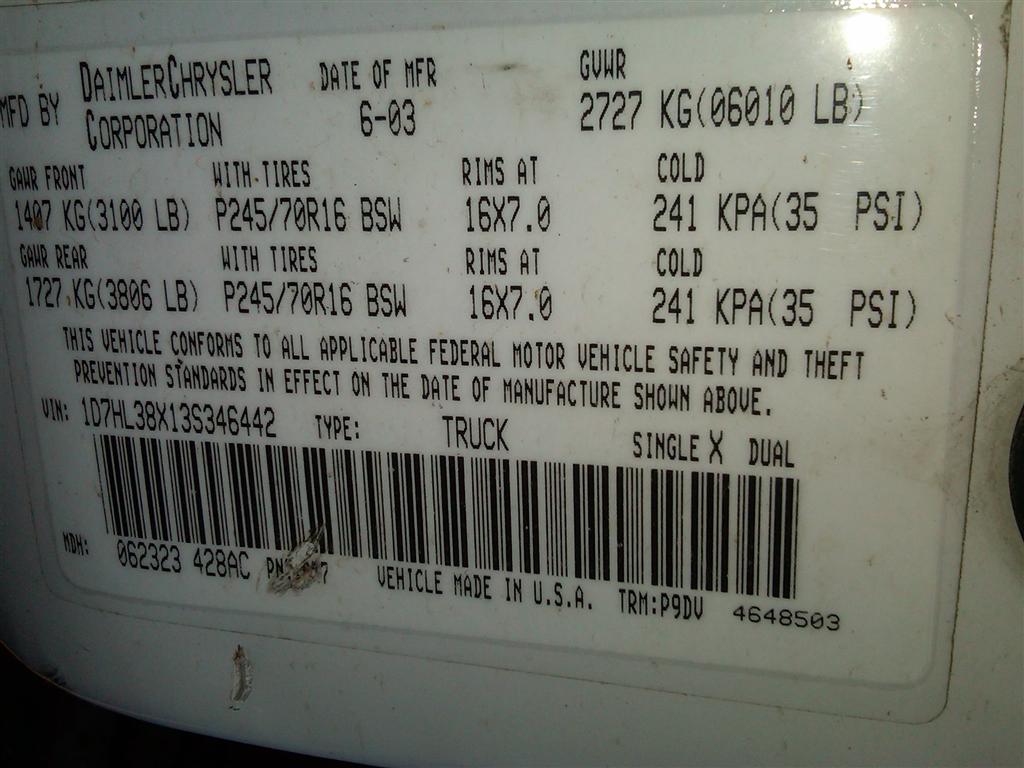 MFD BY DAIMLERCHRYSLER CORPORATION DATE OF MFR 6-03 GVWR 2727 KG(06010 LB)
GAWR FRONT WITH TIRES RIMS AT COLD
1407 KG(3100 LB) P245/70R16 BSW 16X7.0 241 KPA(35 PSI)
GAWR REAR WITH TIRES RIMS AT COLD
1727 KG(3806 LB) P245/70R16 BSW 16X7.0 241 KPA(35 PSI)
THIS VEHICLE CONFORMS TO ALL APPLICABLE FEDERAL MOTOR VEHICLE SAFETY AND THEFT
PREVENTION STANDARDS IN EFFECT ON THE DATE OF MANUFACTURE SHOWN ABOVE.
VIN: 1D7HL38X13S346442 TYPE: TRUCK SINGLE X DUAL
MDH: 062323 428AC VEHICLE MADE IN U.S.A. TRM:P9DV 4648503